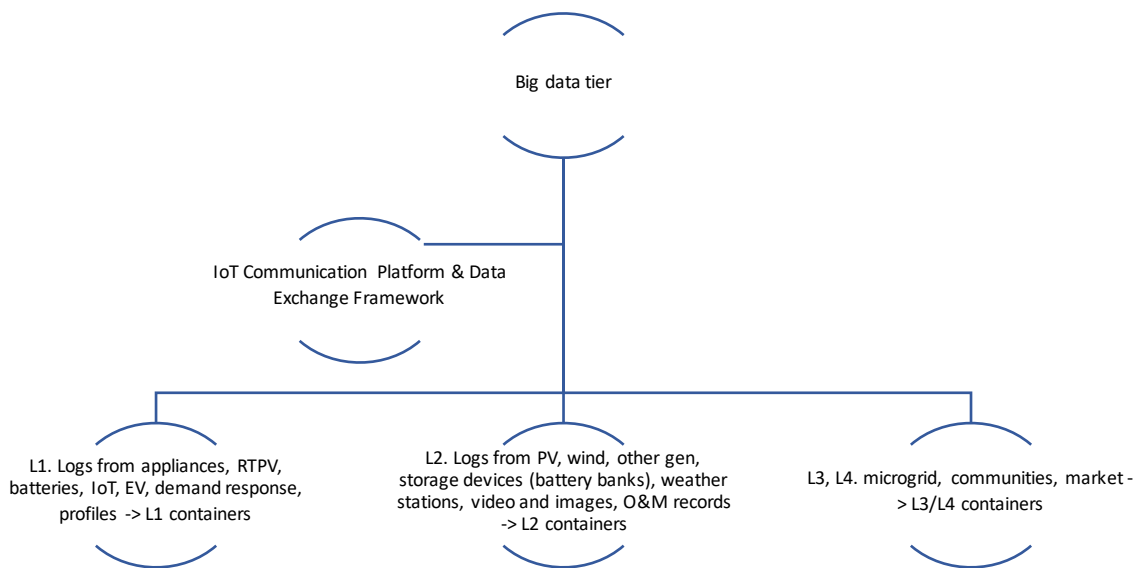 Big data tier
IoT Communication Platform & Data
Exchange Framework
L1. Logs from appliances, RTPV,
batteries, IoT, EV, demand response,
profiles -> L1 containers
L2. Logs from PV, wind, other gen,
storage devices (battery banks), weather
stations, video and images, O&M records
-> L2 containers
L3, L4. microgrid, communities, market -
> L3/L4 containers